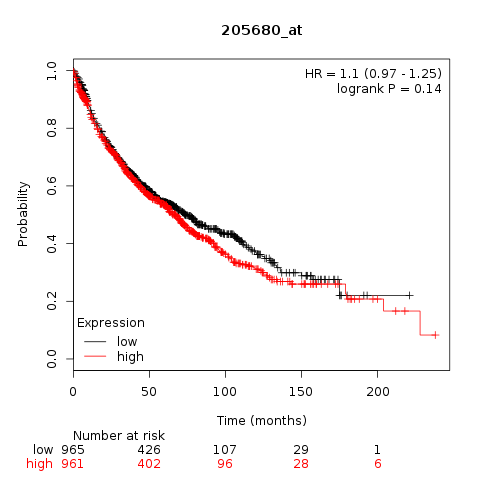 205680_at
HR = 1.1 (0.97 - 1.25)
logrank P = 0.14
Probability
0.0 0.2 0.4 0.6 0.8 1.0
Expression
low
high
0 50 100 150 200
Time (months)
Number at risk
low 965 426 107 29 1
high 961 402 96 28 6